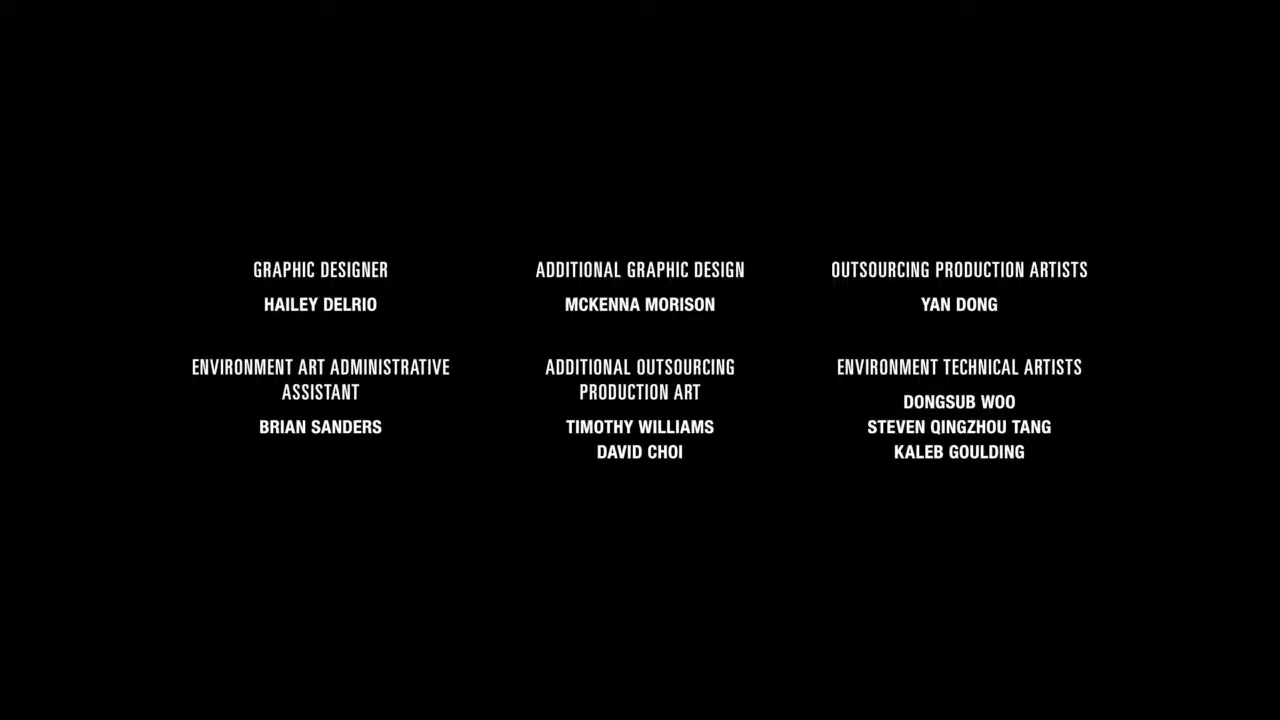 GRAPHIC DESIGNER
HAILEY DELRIO
ADDITIONAL GRAPHIC DESIGN
MCKENNA MORISON
OUTSOURCING PRODUCTION ARTISTS
YAN DONG
ENVIRONMENT ART ADMINISTRATIVE
ASSISTANT
BRIAN SANDERS
ADDITIONAL OUTSOURCING
PRODUCTION ART
TIMOTHY WILLIAMS
DAVID CHOI
ENVIRONMENT TECHNICAL ARTISTS
DONGSUB WOO
STEVEN QINGZHOU TANG
KALEB GOULDING